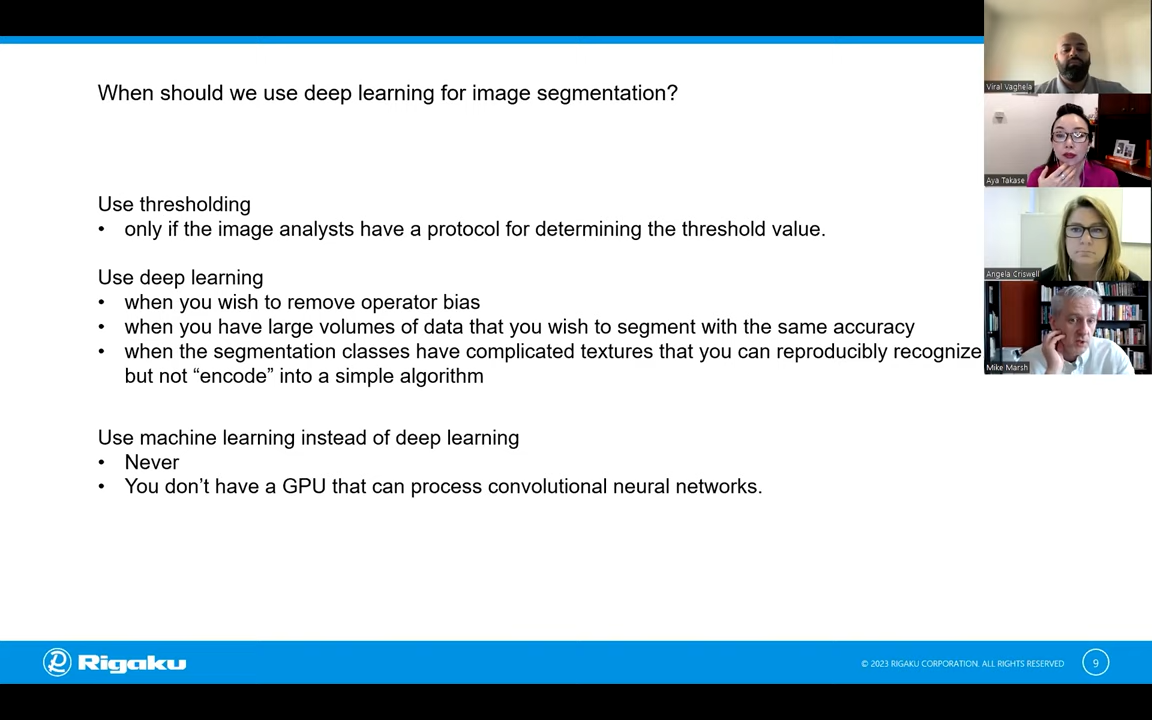 When should we use deep learning for image segmentation?
Use thresholding
• only if the image analysts have a protocol for determining the threshold value.
Use deep learning
• when you wish to remove operator bias
• when you have large volumes of data that you wish to segment with the same accuracy
• when the segmentation classes have complicated textures that you can reproducibly recognize
but not “encode” into a simple algorithm
Use machine learning instead of deep learning
• Never
• You don’t have a GPU that can process convolutional neural networks.
Viral Vaghela
Aya Takase
Angela Criswell
Mike Marsh
Rigaku
© 2023 RIGAKU CORPORATION. ALL RIGHTS RESERVED
9